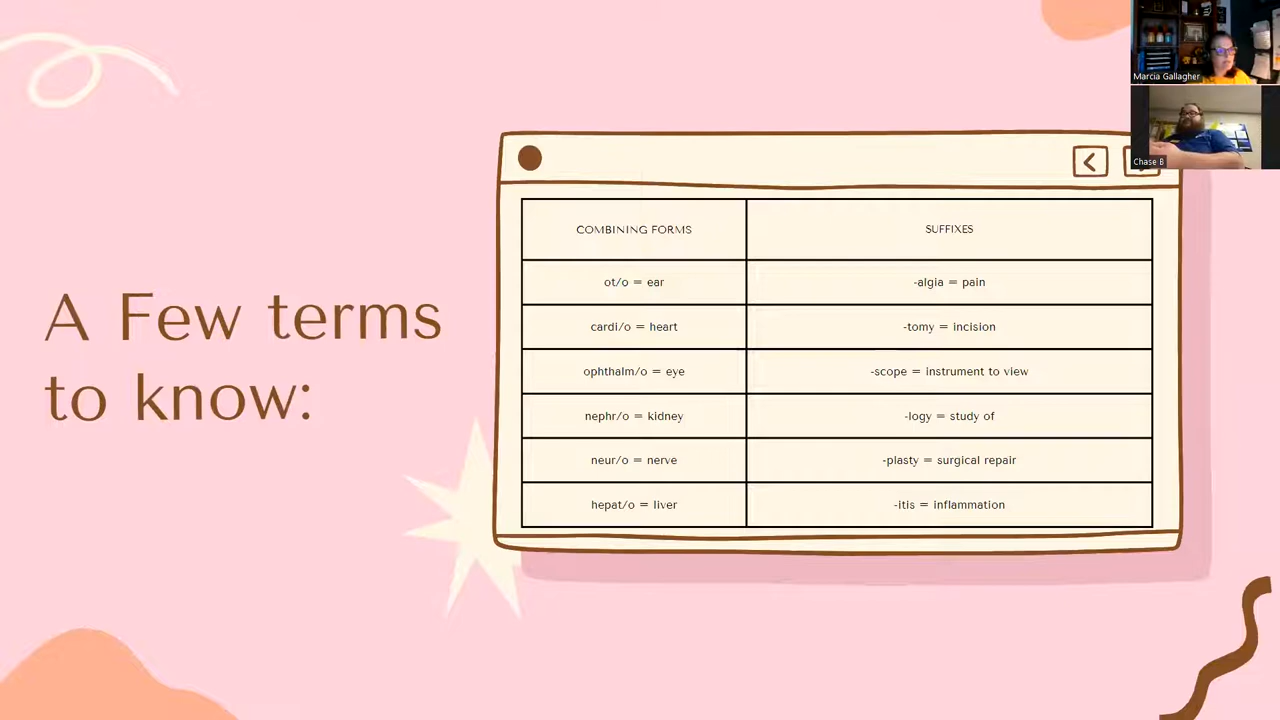 Marcia Gallagher
Chase B
A Few terms
to know:
COMBINING FORMS SUFFIXES
ot/o = ear -algia = pain
cardi/o = heart -tomy = incision
ophthalm/o = eye -scope = instrument to view
nephr/o = kidney -logy = study of
neur/o = nerve -plasty = surgical repair
hepat/o = liver -itis = inflammation